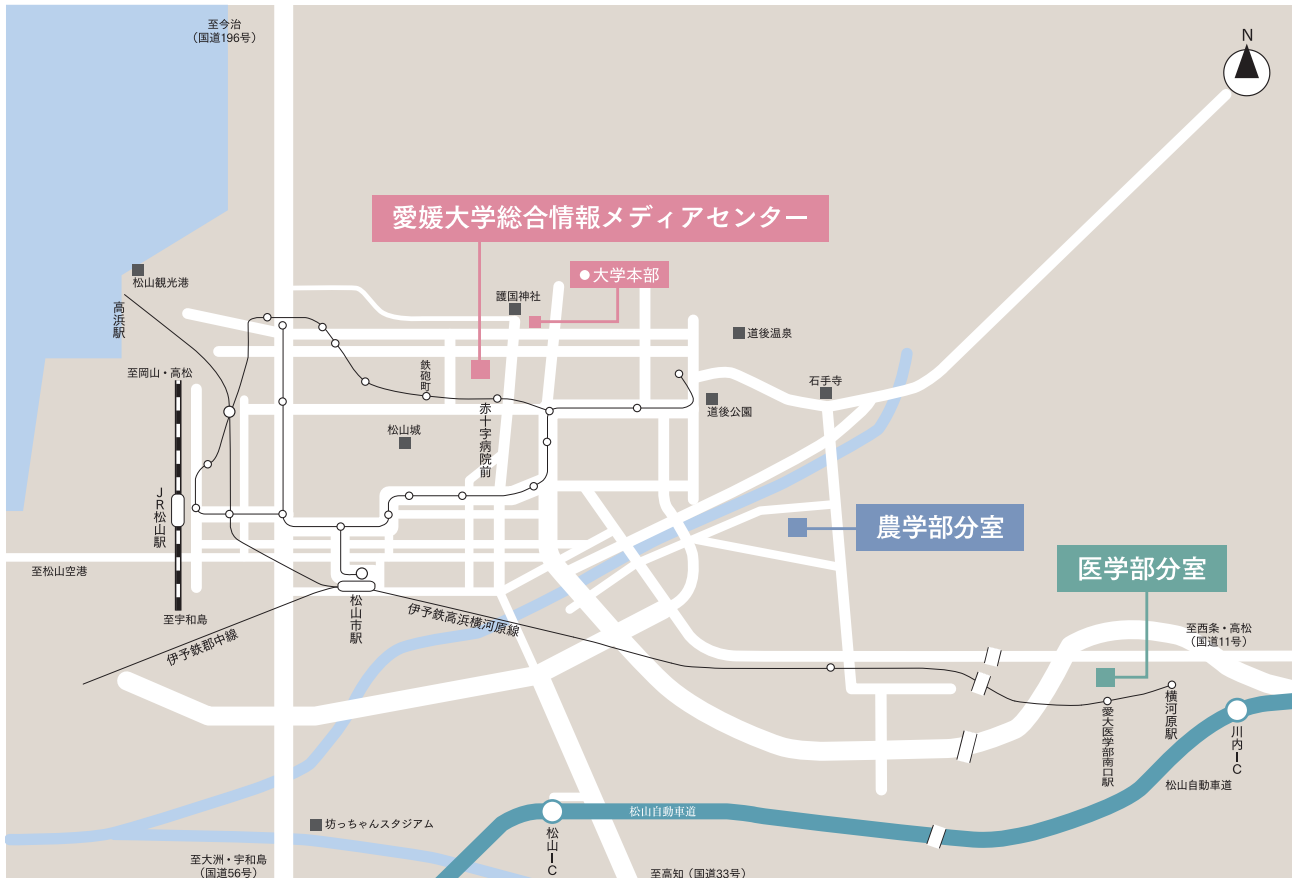 至今治
（国道196号）
N
愛媛大学総合情報メディアセンター
●大学本部
松山観光港
護国神社
高浜駅
道後温泉
至岡山・高松
鉄砲町
石手寺
道後公園
赤十字病院前
松山城
JR松山駅
農学部分室
医学部分室
至松山空港
松山市駅
伊予鉄高浜横河原線
至宇和島
伊予鉄郡中線
至西条・高松
（国道11号）
横河原駅
愛大医学部南口駅
川内IC
松山自動車道
松山自動車道
坊っちゃんスタジアム
松山IC
至大洲・宇和島
（国道56号）
至高知（国道33号）